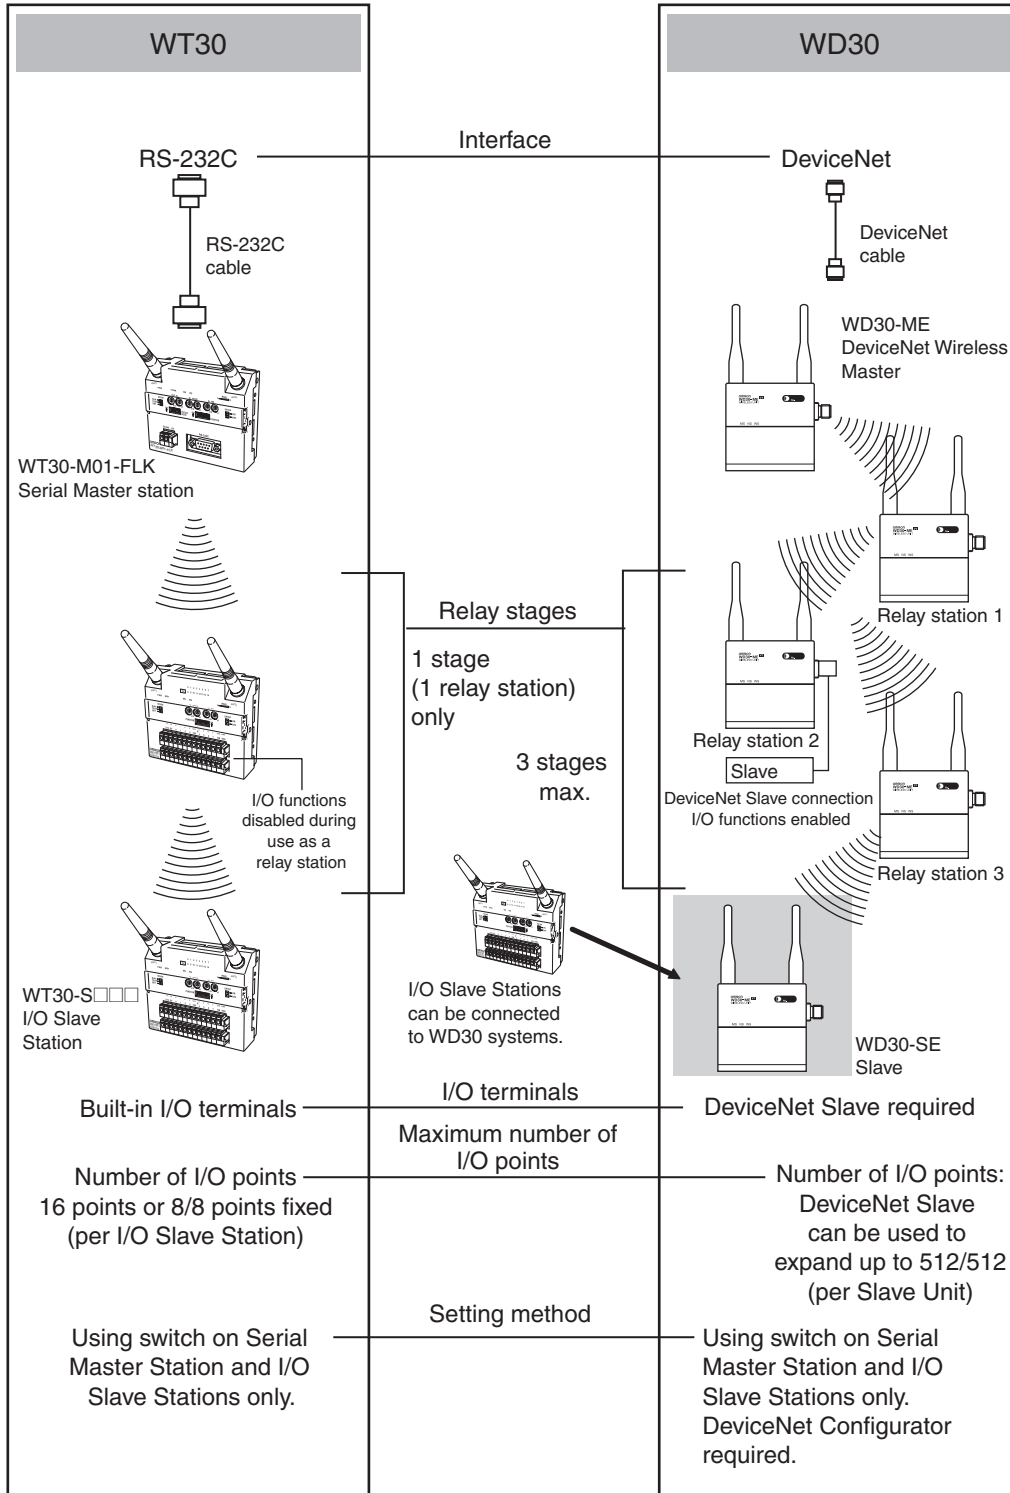 WT30
WD30
Interface
RS-232C
DeviceNet
RS-232C
cable
DeviceNet
cable
WD30-ME
DeviceNet Wireless
Master
WT30-M01-FLK
Serial Master station
Relay station 1
Relay stages
1 stage
(1 relay station)
only
3 stages
max.
Relay station 2
Slave
DeviceNet Slave connection
I/O functions enabled
I/O functions
disabled during
use as a
relay station
Relay station 3
WT30-S□□□
I/O Slave
Station
I/O Slave Stations
can be connected
to WD30 systems.
WD30-SE
Slave
I/O terminals
Built-in I/O terminals
DeviceNet Slave required
Maximum number of
I/O points
Number of I/O points
16 points or 8/8 points fixed
(per I/O Slave Station)
Number of I/O points:
DeviceNet Slave
can be used to
expand up to 512/512
(per Slave Unit)
Setting method
Using switch on Serial
Master Station and I/O
Slave Stations only.
Using switch on Serial
Master Station and I/O
Slave Stations only.
DeviceNet Configurator
required.